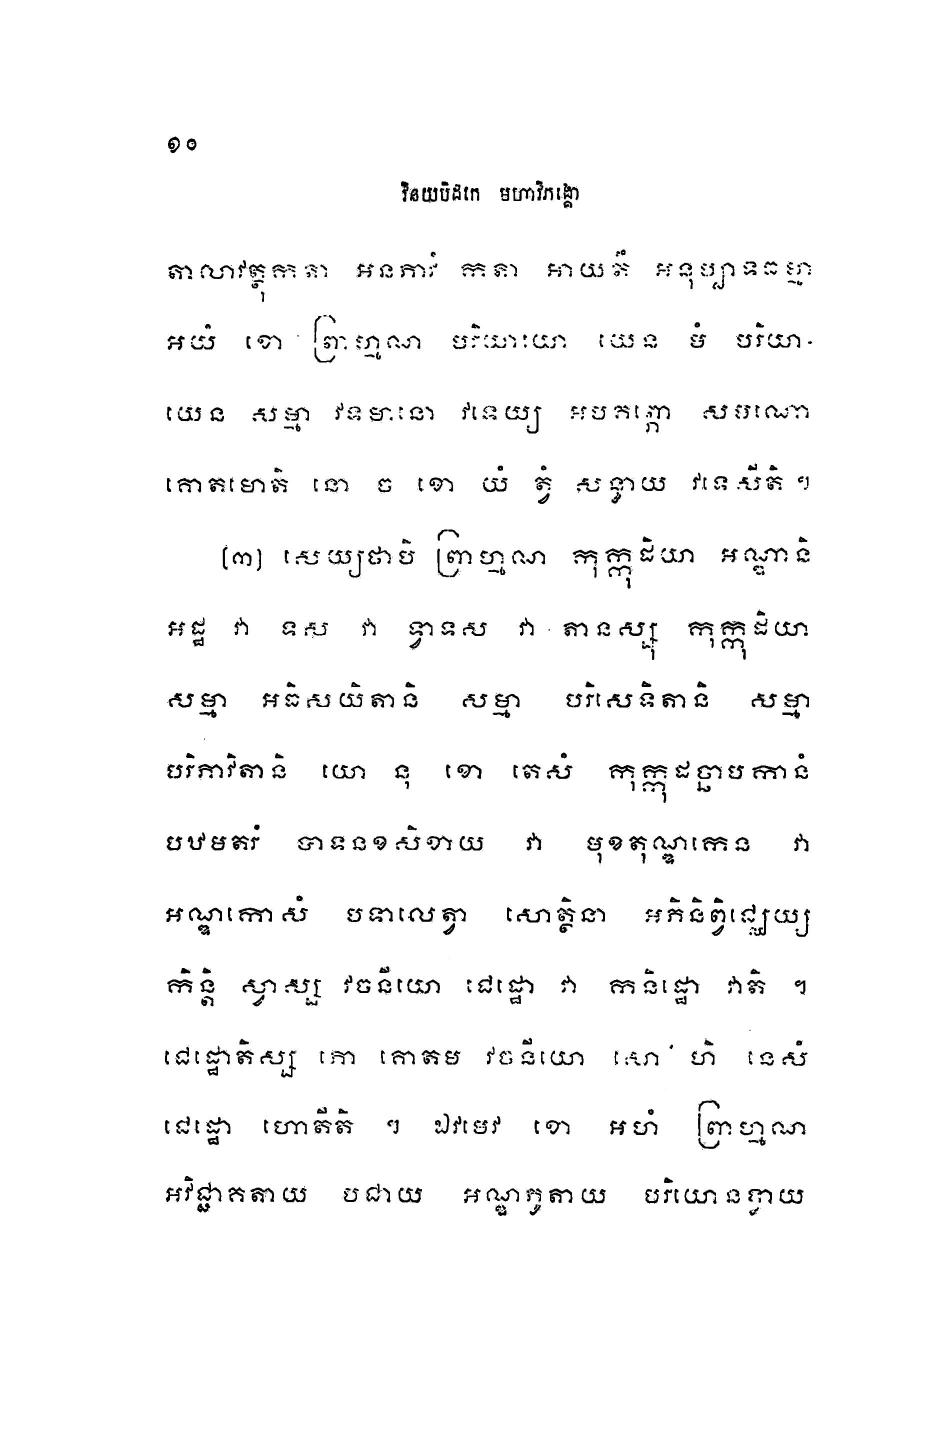 ១០
វិនយបិដកេ មហាវិភង្គោ
តាលាវត្ថុកតា អនភាវំ កតា អាយតឹ អនុប្បាទធម្មា
អយំ ខោ ព្រាហ្មណ បរិយាយោ យេន មំ បរិយា-
យេន សម្មា វទមានោ វទេយ្យ អបគព្ភោ សមណោ
គោតមោតិ នោ ច ខោ យំ ត្វំ សន្ធាយ វទេសីតិ ។
(៣) សេយ្យថាបិ ព្រាហ្មណ កុក្កុដិយា អណ្ឌានិ
អដ្ឋ វា ទស វា ទ្វាទស វា តានស្សុ កុក្កុដិយា
សម្មា អធិសយិតានិ សម្មា បរិសេទិតានិ សម្មា
បរិភាវិតានិ យោ នុ ខោ តេសំ កុក្កុដច្ឆាបកានំ
បឋមតរំ បាទនខសិខាយ វា មុខតុណ្ឌកេន វា
អណ្ឌកោសំ បទាលេត្វា សោត្ថិនា អភិនិព្វិជ្ឈេយ្យ
កិន្តិ ស្វាស្ស វចនីយោ ជេដ្ឋោ វា កនិដ្ឋោ វាតិ ។
ជេដ្ឋោតិស្ស ភោ គោតម វចនីយោ សោ ហិ នេសំ
ជេដ្ឋោ ហោតីតិ ។ ឯវមេវ ខោ អហំ ព្រាហ្មណ
អវិជ្ជាគតាយ បជាយ អណ្ឌភូតាយ បរិយោនទ្ធាយ